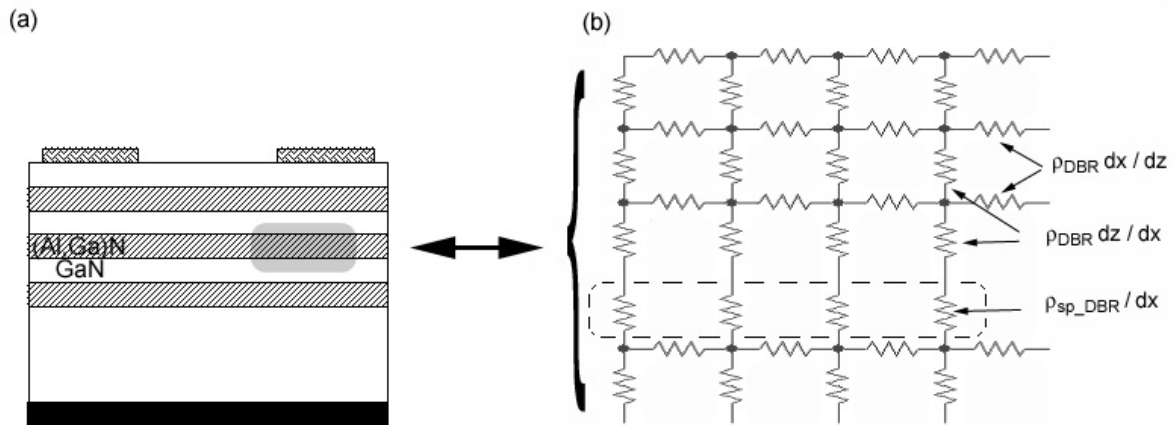 (a)
(Al,Ga)N
GaN
(b)
ρDBR dx / dz
ρDBR dz / dx
ρsp_DBR / dx